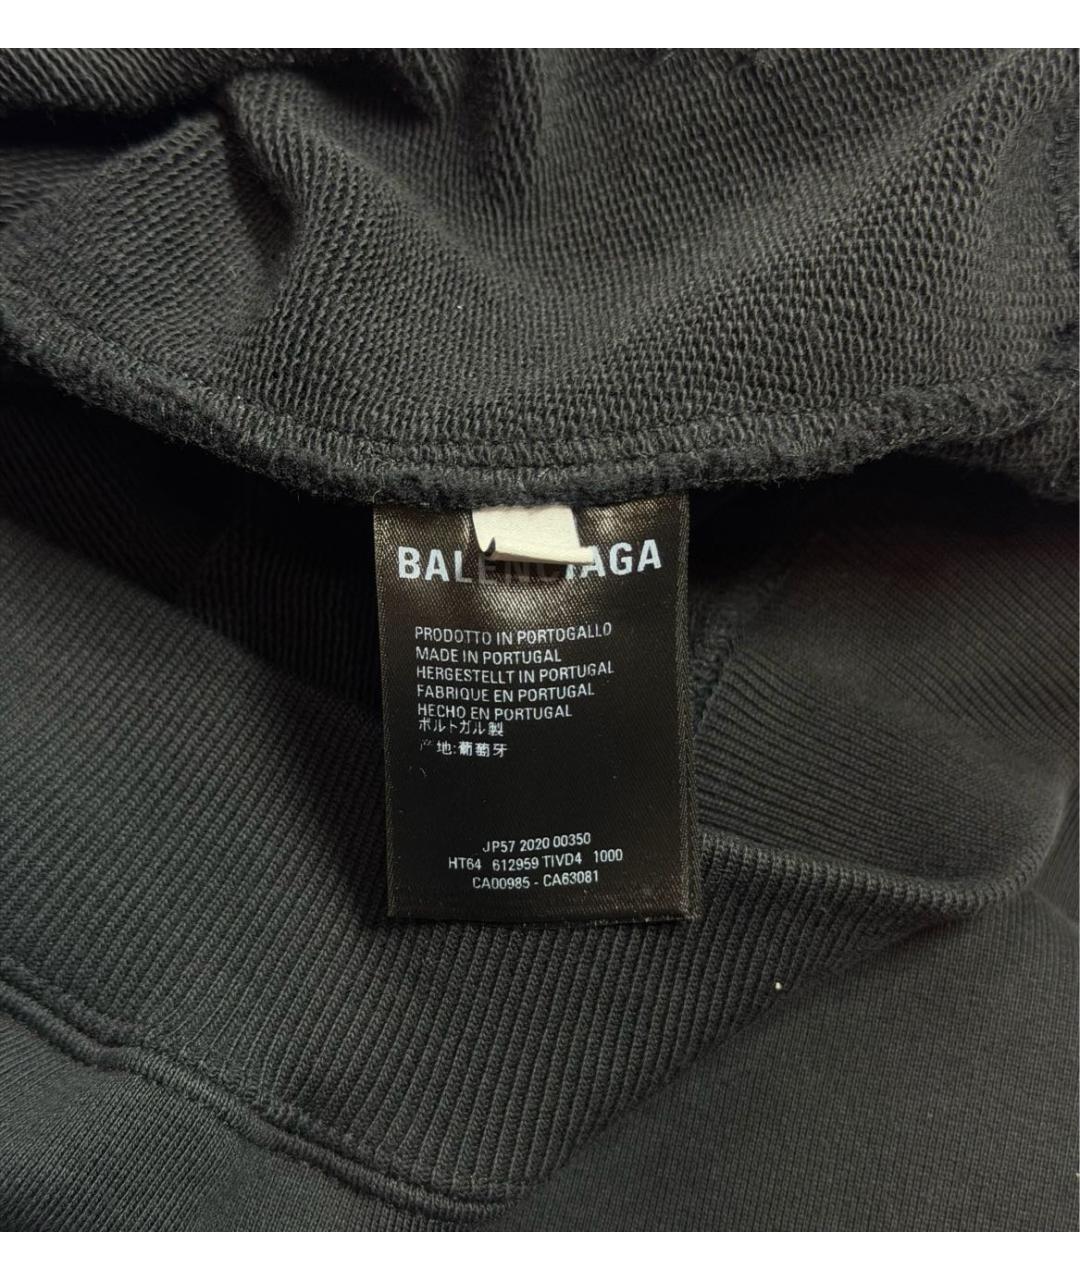 BALENCIAGA
PRODOTTO IN PORTOGALLO
MADE IN PORTUGAL
HERGESTELLT IN PORTUGAL
FABRIQUE EN PORTUGAL
HECHO EN PORTUGAL
ポルトガル製
产地:葡萄牙
JP57 2020 00350
HT64 612959 TIVD4 1000
CA00985 - CA63081